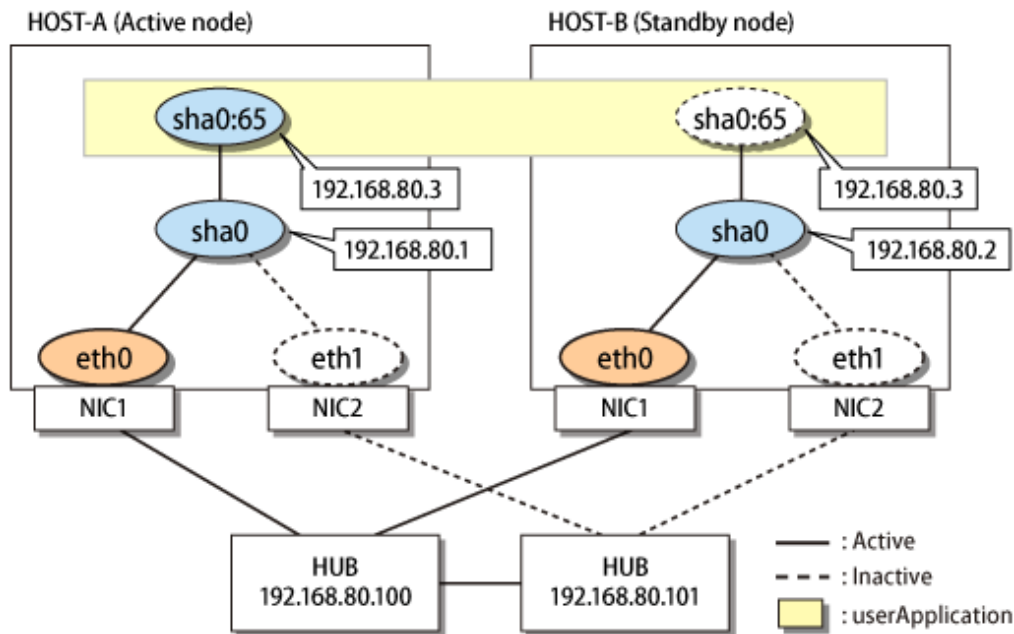 HOST-A (Active node)
HOST-B (Standby node)
sha0:65
sha0:65
192.168.80.3
192.168.80.3
sha0
192.168.80.1
sha0
192.168.80.2
eth0
eth1
eth0
eth1
NIC1
NIC2
NIC1
NIC2
HUB
192.168.80.100
HUB
192.168.80.101
: Active
: Inactive
: userApplication